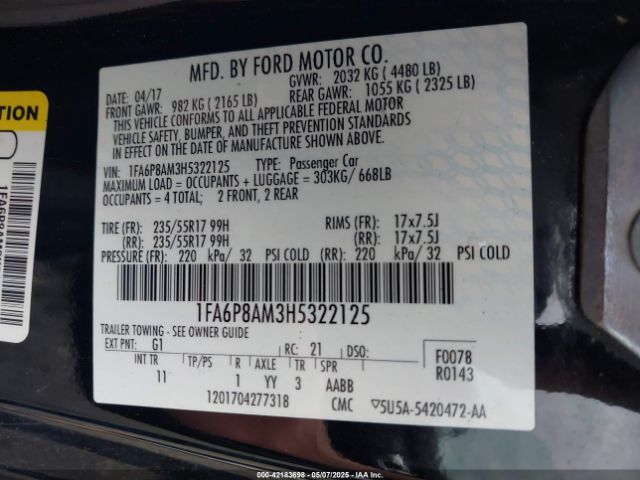 MFD. BY FORD MOTOR CO.
DATE: 04/17 GVWR: 2032 KG ( 4480 LB)
FRONT GAWR: 982 KG ( 2165 LB) REAR GAWR: 1055 KG ( 2325 LB)
THIS VEHICLE CONFORMS TO ALL APPLICABLE FEDERAL MOTOR
VEHICLE SAFETY, BUMPER, AND THEFT PREVENTION STANDARDS
IN EFFECT ON THE DATE OF MANUFACTURE SHOWN ABOVE.
VIN: 1FA6P8AM3H5322125 TYPE: Passenger Car
MAXIMUM LOAD = OCCUPANTS + LUGGAGE = 303KG/ 668LB
OCCUPANTS = 4 TOTAL; 2 FRONT, 2 REAR
TIRE (FR): 235/55R17 99H RIMS (FR): 17x7.5J
(RR): 235/55R17 99H (RR): 17x7.5J
PRESSURE (FR): 220 kPa/ 32 PSI COLD (RR): 220 kPa/ 32 PSI COLD
1FA6P8AM3H5322125
TRAILER TOWING - SEE OWNER GUIDE
EXT PNT: G1 RC: 21 DSO: F0078
INT TR TP/PS R AXLE TR SPR R0143
11 1 YY 3 AABB
1201704277318 CMC 5U5A-5420472-AA
000-42183698 - 05/07/2025 - IAAI.COM